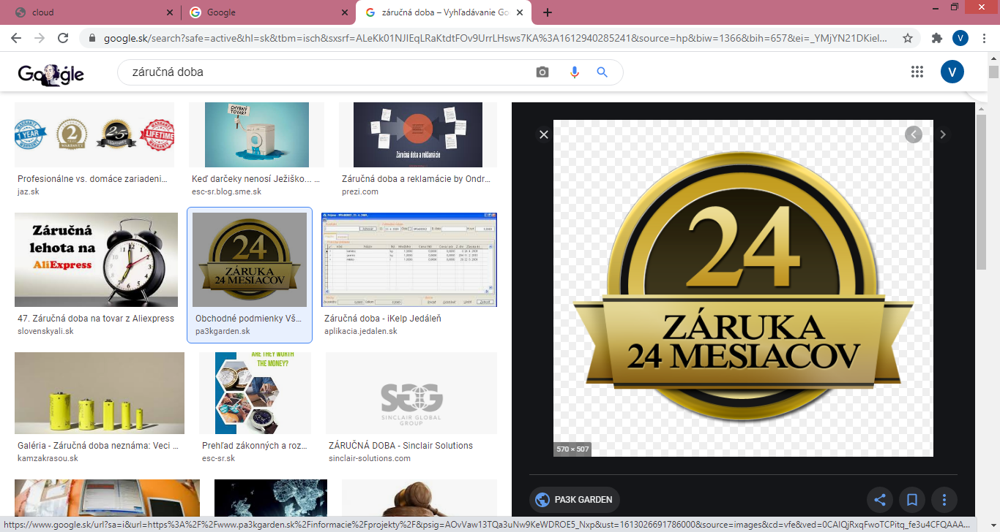 cloud
Google
záručná doba – Vyhľadávanie Go
google.sk/search?safe=active&hl=sk&tbm=isch&sxsrf=ALeKk01NJlEqLRaKtdtFOv9UrrLHsws7KA%3A1612940285241&source=hp&biw=1366&bih=657&ei=_YMjYN21DKiel...
V
záručná doba
V
1 YEAR
2
LIFETIME
CHYBNÝ
TOVAR?
Záručná doba a reklamácie
Profesionálne vs. domáce zariadeni...
jaz.sk
Keď darčeky nenosí Ježiško... ...
esc-sr.blog.sme.sk
Záručná doba a reklamácie by Ondr...
prezi.com
Záručná
lehota na
AliExpress
24
ZÁRUKA
24 MESIACOV
47. Záručná doba na tovar z Aliexpress
slovenskyali.sk
Obchodné podmienky Vš...
pa3kgarden.sk
Záručná doba - iKelp Jedáleň
aplikacia.jedalen.sk
ARE THEY WORTH
THE MONEY?
SEG
SINCLAIR GLOBAL
GROUP
Galéria - Záručná doba neznáma: Veci ...
kamzakrasou.sk
Prehľad zákonných a roz...
esc-sr.sk
ZÁRUČNÁ DOBA - Sinclair Solutions
sinclair-solutions.com
24
ZÁRUKA
24 MESIACOV
570 × 507
PA3K GARDEN
https://www.google.sk/url?sa=i&url=https%3A%2F%2Fwww.pa3kgarden.sk%2Finformacie%2Fprojekty%2F&psig=AOvVaw13TQa3uNw9KeWDROE5_Nxp&ust=1613026691786000&source=images&cd=vfe&ved=0CAIQjRxqFwoTCPitq_fe3u4CFQAAA...